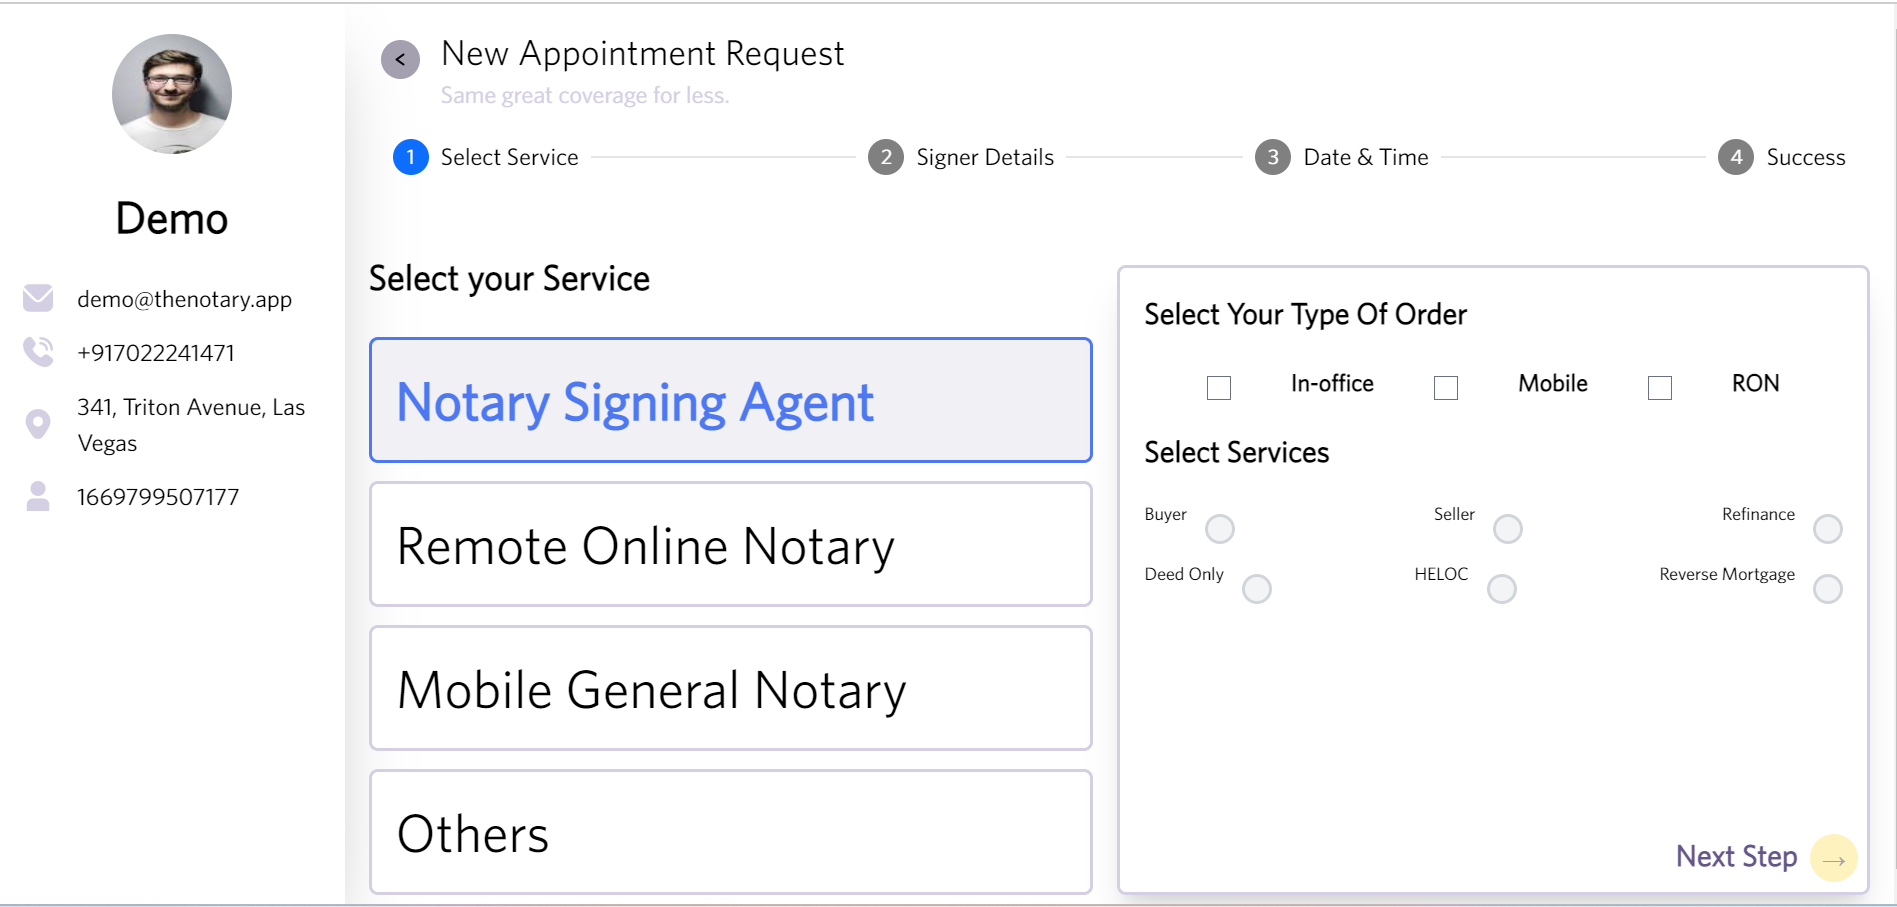 Demo
demo@thenotary.app
+917022241471
341, Triton Avenue, Las
Vegas
1669799507177
<
New Appointment Request
Same great coverage for less.
1 Select Service
2 Signer Details
3 Date & Time
4 Success
Select your Service
Notary Signing Agent
Remote Online Notary
Mobile General Notary
Others
Select Your Type Of Order
In-office Mobile RON
Select Services
Buyer Seller Refinance
Deed Only HELOC Reverse Mortgage
Next Step →